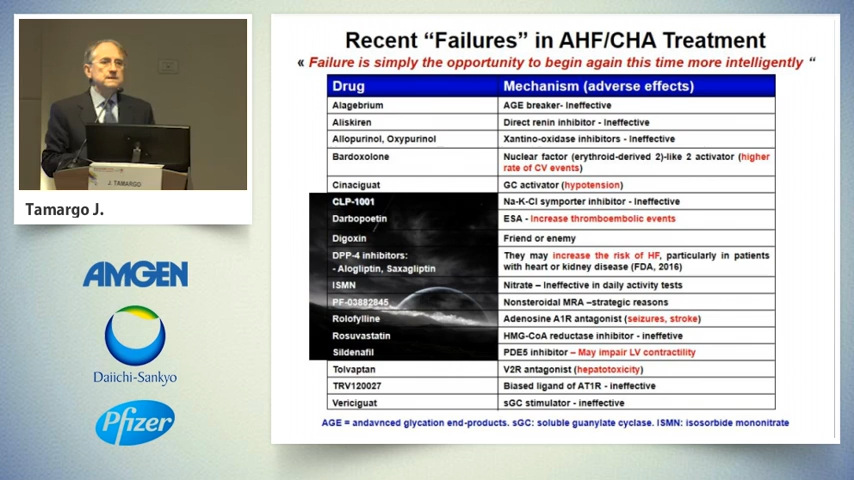 Recent “Failures” in AHF/CHA Treatment
« Failure is simply the opportunity to begin again this time more intelligently “
Drug Mechanism (adverse effects)
Alagebrium AGE breaker- Ineffective
Aliskiren Direct renin inhibitor - Ineffective
Allopurinol, Oxypurinol Xantino-oxidase inhibitors - Ineffective
Bardoxolone Nuclear factor (erythroid-derived 2)-like 2 activator (higher
rate of CV events)
Cinaciguat GC activator (hypotension)
CLP-1001 Na-K-Cl symporter inhibitor - Ineffective
Darbopoetin ESA - Increase thromboembolic events
Digoxin Friend or enemy
DPP-4 inhibitors: They may increase the risk of HF, particularly in patients
- Alogliptin, Saxagliptin with heart or kidney disease (FDA, 2016)
ISMN Nitrate – Ineffective in daily activity tests
PF-03882845 Nonsteroidal MRA –strategic reasons
Rolofylline Adenosine A1R antagonist (seizures, stroke)
Rosuvastatin HMG-CoA reductase inhibitor - inefetive
Sildenafil PDE5 inhibitor – May impair LV contractility
Tolvaptan V2R antagonist (hepatotoxicity)
TRV120027 Biased ligand of AT1R - ineffective
Vericiguat sGC stimulator - ineffective
AGE = andavnced glycation end-products. sGC: soluble guanylate cyclase. ISMN: isosorbide mononitrate
J. TAMARGO
Tamargo J.
AMGEN
Daiichi-Sankyo
Pfizer